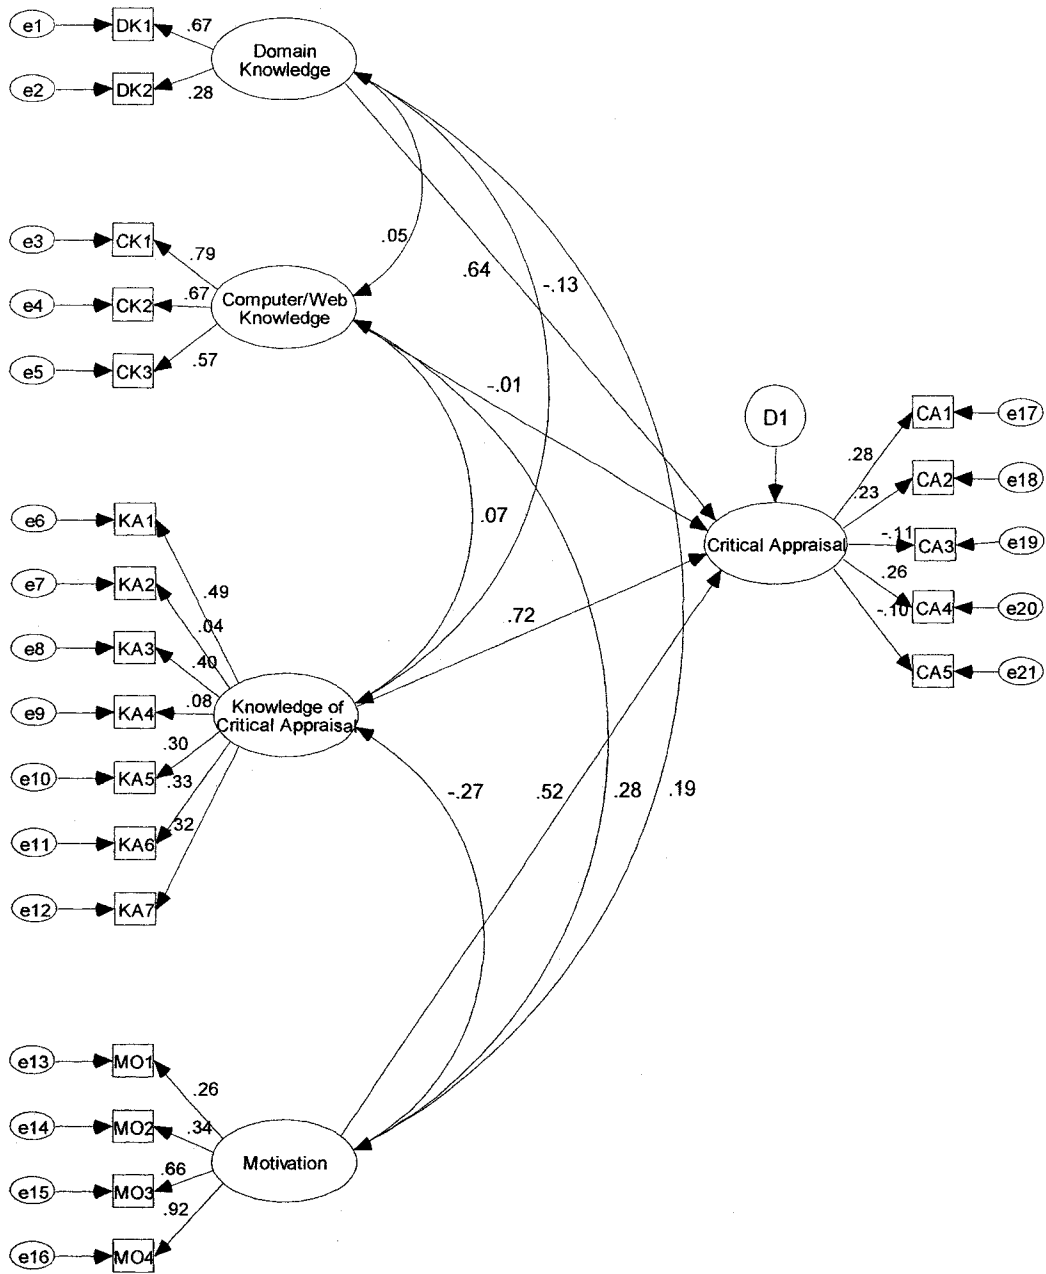 e1
DK1
.67
Domain
Knowledge
e2
DK2
.28
e3
CK1
.79
.05
.64
-.13
e4
CK2
.67
Computer/Web
Knowledge
e5
CK3
.57
-.01
D1
CA1
e17
.28
CA2
e18
.23
e6
KA1
.07
Critical Appraisal
-.11
CA3
e19
.26
e7
KA2
.49
.72
-.10
CA4
e20
e8
KA3
.04
.40
CA5
e21
e9
KA4
.08
Knowledge of
Critical Appraisal
.30
e10
KA5
.33
-.27
.52
.28
.19
e11
KA6
.32
e12
KA7
e13
MO1
.26
e14
MO2
.34
Motivation
e15
MO3
.66
.92
e16
MO4